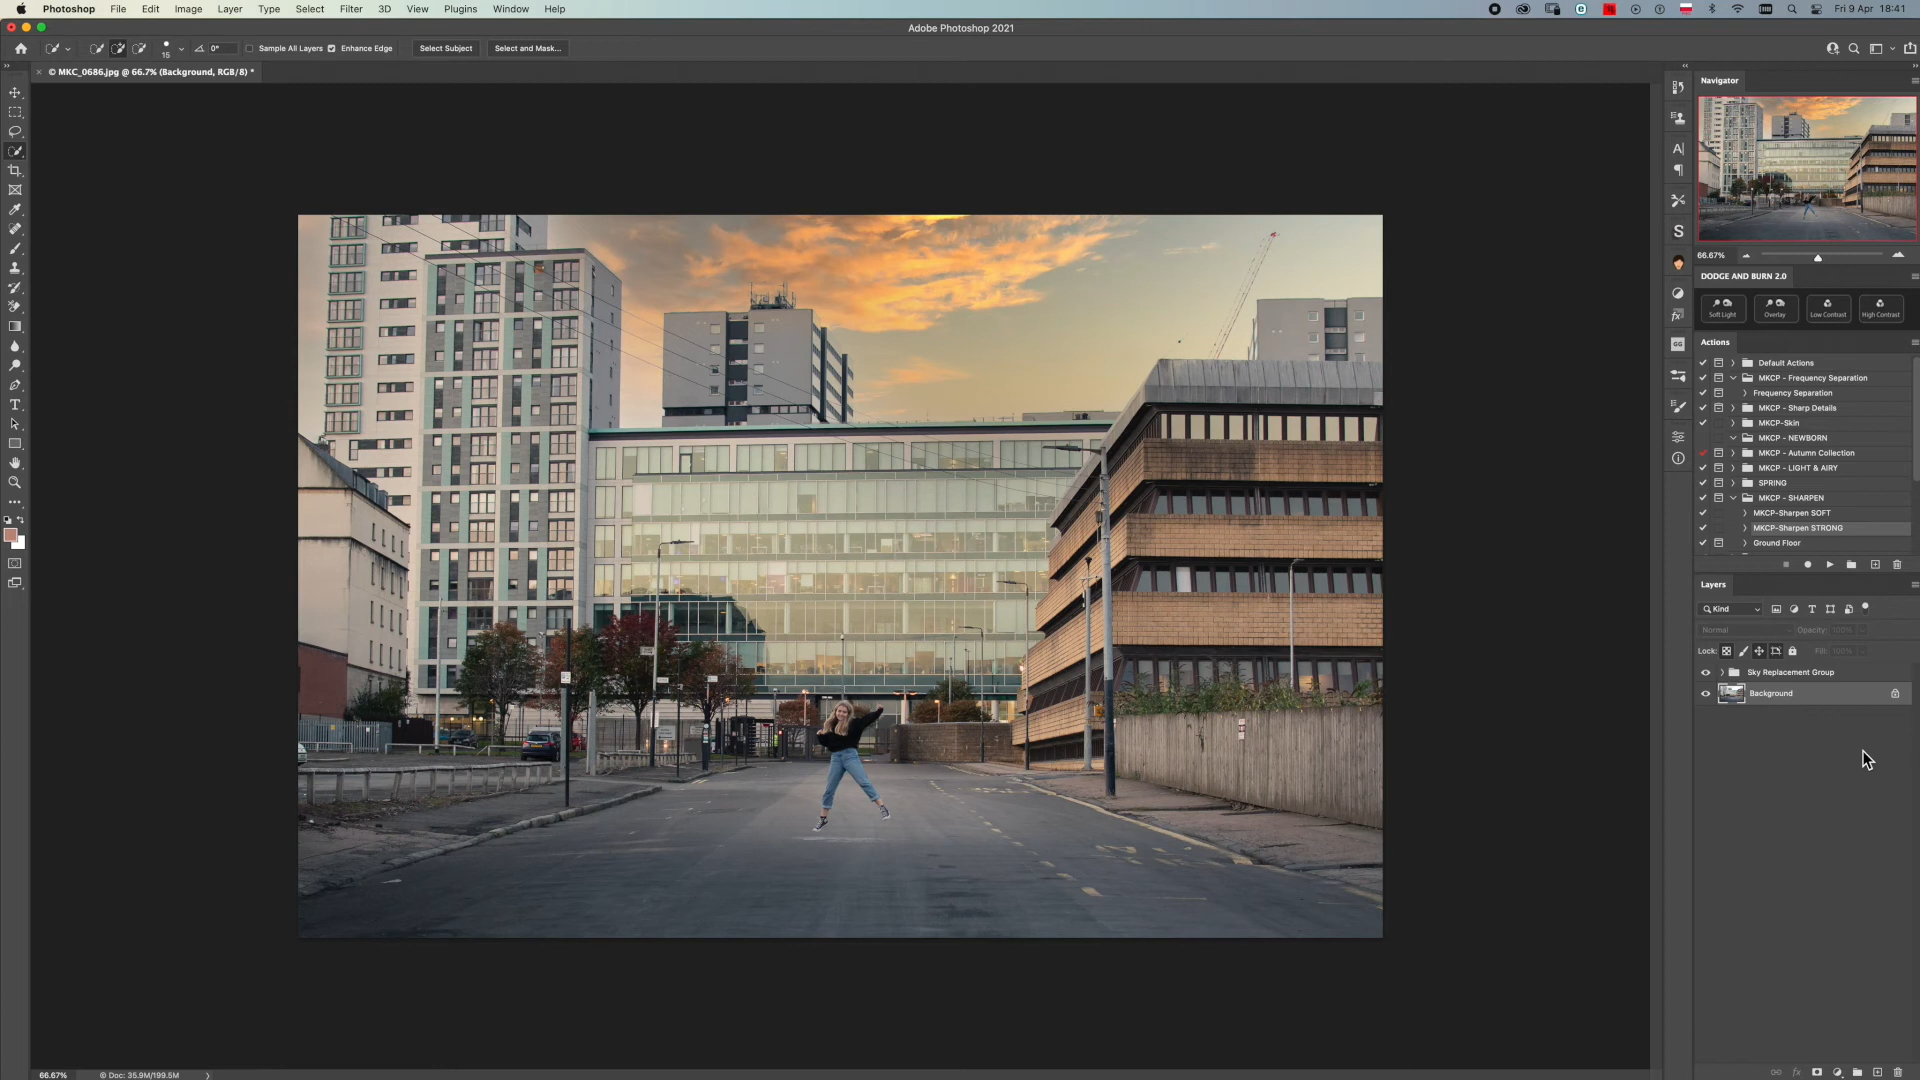 Photoshop File Edit Image Layer Type Select Filter 3D View Plugins Window Help Fri 9 Apr 18:41
Adobe Photoshop 2021
15 0° Sample All Layers Enhance Edge Select Subject Select and Mask...
× © MKC_0686.jpg @ 66.7% (Background, RGB/8) *
Navigator
66.67%
DODGE AND BURN 2.0
Soft Light Overlay Low Contrast High Contrast
Actions
Default Actions
MKCP - Frequency Separation
Frequency Separation
MKCP - Sharp Details
MKCP-Skin
MKCP - NEWBORN
MKCP - Autumn Collection
MKCP - LIGHT & AIRY
SPRING
MKCP - SHARPEN
MKCP-Sharpen SOFT
MKCP-Sharpen STRONG
Ground Floor
Layers
Kind
Normal Opacity: 100%
Lock: Fill: 100%
Sky Replacement Group
Background
66.67% © Doc: 35.9M/199.5M